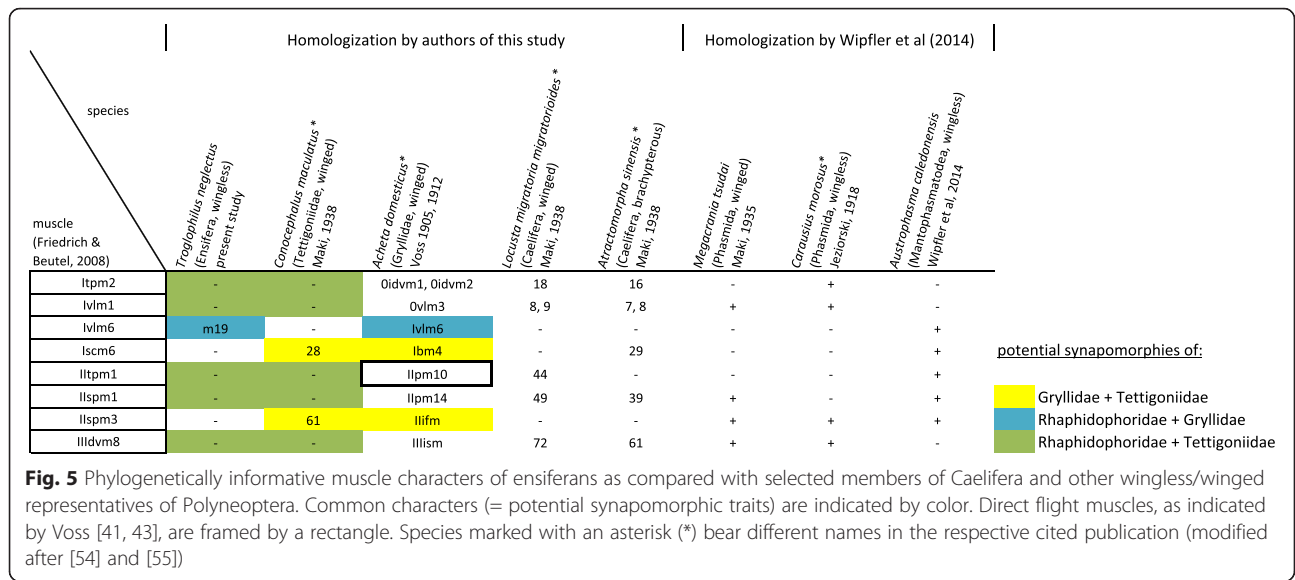 Homologization by authors of this study
Homologization by Wipfler et al (2014)
species
muscle
(Friedrich &
Beutel, 2008)
Troglophilus neglectus
(Ensifera, wingless)
present study
Conocephalus maculatus *
(Tettigoniidae, winged)
Maki, 1938
Acheta domesticus*
(Gryllidae, winged)
Voss 1905, 1912
Locusta migratoria migratorioides *
(Caelifera, winged)
Maki, 1938
Atractomorpha sinensis *
(Caelifera, brachypterous)
Maki, 1938
Megacrania tsudai
(Phasmida, winged)
Maki, 1935
Carausius morosus*
(Phasmida, wingless)
Jeziorski, 1918
Austrophasma caledonensis
(Mantophasmatodea, wingless)
Wipfler et al, 2014
Itpm2 - - 0idvm1, 0idvm2 18 16 - + -
Ivlm1 - - 0vlm3 8, 9 7, 8 + + -
Ivlm6 m19 - Ivlm6 - - - - +
Iscm6 - 28 Ibm4 - 29 - - +
IItpm1 - - IIpm10 44 - - - +
IIspm1 - - IIpm14 49 39 + - +
IIspm3 - 61 IIifm - - + + +
IIIdvm8 - - IIIism 72 61 + + -
potential synapomorphies of:
Gryllidae + Tettigoniidae
Rhaphidophoridae + Gryllidae
Rhaphidophoridae + Tettigoniidae
Fig. 5 Phylogenetically informative muscle characters of ensiferans as compared with selected members of Caelifera and other wingless/winged
representatives of Polyneoptera. Common characters (= potential synapomorphic traits) are indicated by color. Direct flight muscles, as indicated
by Voss [41, 43], are framed by a rectangle. Species marked with an asterisk (*) bear different names in the respective cited publication (modified
after [54] and [55])